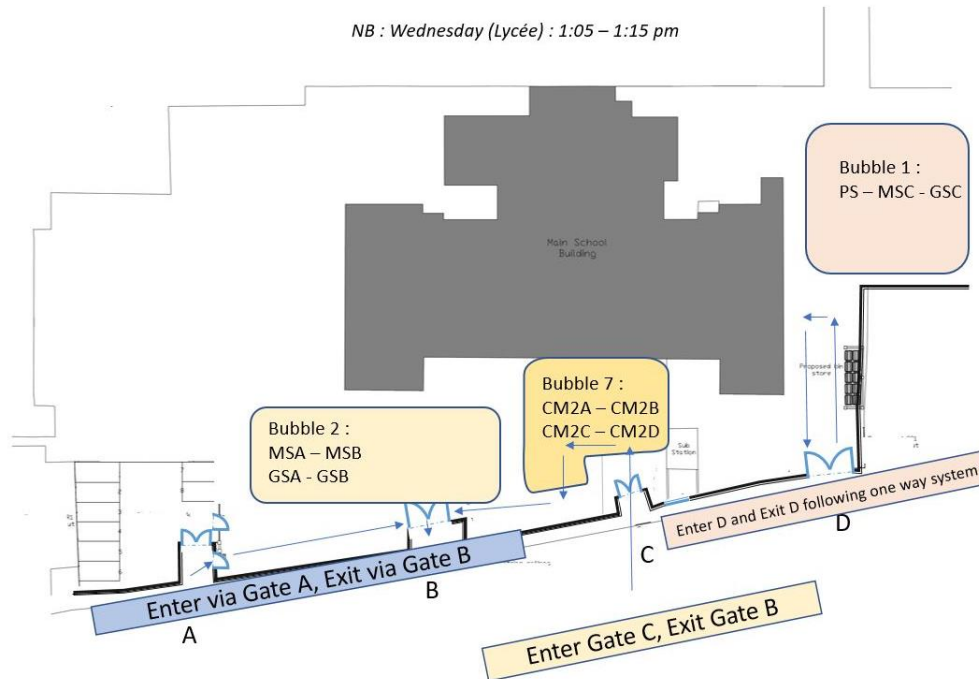 NB : Wednesday (Lycée) : 1:05 – 1:15 pm
Bubble 1 :
PS – MSC - GSC
Main School
Building
Proposed bin
store
Bubble 7 :
CM2A – CM2B
CM2C – CM2D
Bubble 2 :
MSA – MSB
GSA - GSB
Sub
Station
Enter D and Exit D following one way system
D
C
Enter via Gate A, Exit via Gate B
B
A
Enter Gate C, Exit Gate B